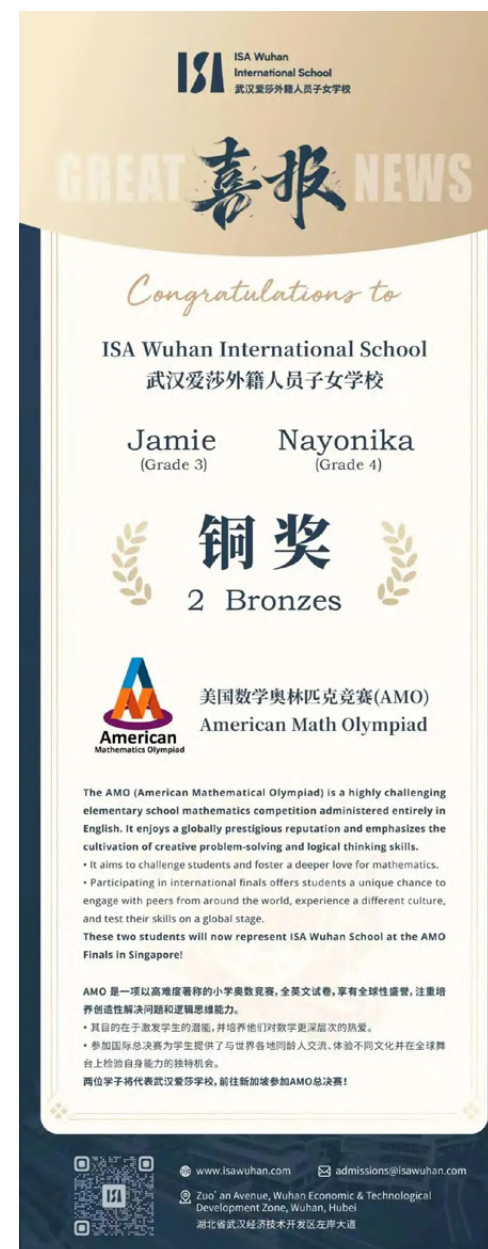 ISA Wuhan
International School
武汉爱莎外籍人员子女学校
GREAT 喜报 NEWS
Congratulations to
ISA Wuhan International School
武汉爱莎外籍人员子女学校
Jamie Nayonika
(Grade 3) (Grade 4)
铜奖
2 Bronzes
American
Mathematics Olympiad
美国数学奥林匹克竞赛(AMO)
American Math Olympiad
The AMO (American Mathematical Olympiad) is a highly challenging
elementary school mathematics competition administered entirely in
English. It enjoys a globally prestigious reputation and emphasizes the
cultivation of creative problem-solving and logical thinking skills.
• It aims to challenge students and foster a deeper love for mathematics.
• Participating in international finals offers students a unique chance to
engage with peers from around the world, experience a different culture,
and test their skills on a global stage.
These two students will now represent ISA Wuhan School at the AMO
Finals in Singapore!
AMO 是一项以高难度著称的小学奥数竞赛,全英文试卷,享有全球性盛誉,注重培
养创造性解决问题和逻辑思维能力。
• 其目的在于激发学生的潜能,并培养他们对数学更深层次的热爱。
• 参加国际总决赛为学生提供了与世界各地同龄人交流、体验不同文化并在全球舞
台上检验自身能力的独特机会。
两位学子将代表武汉爱莎学校,前往新加坡参加AMO总决赛!
ISA
www.isawuhan.com admissions@isawuhan.com
Zuo' an Avenue, Wuhan Economic & Technological
Development Zone, Wuhan, Hubei
湖北省武汉经济技术开发区左岸大道